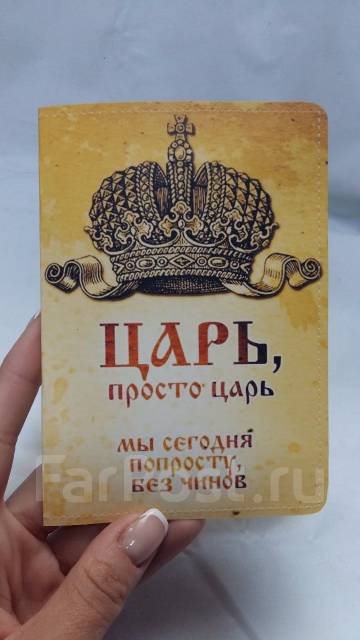 ЦАРЬ,
просто царь
мы сегодня
попросту,
без чинов
FarPost.ru